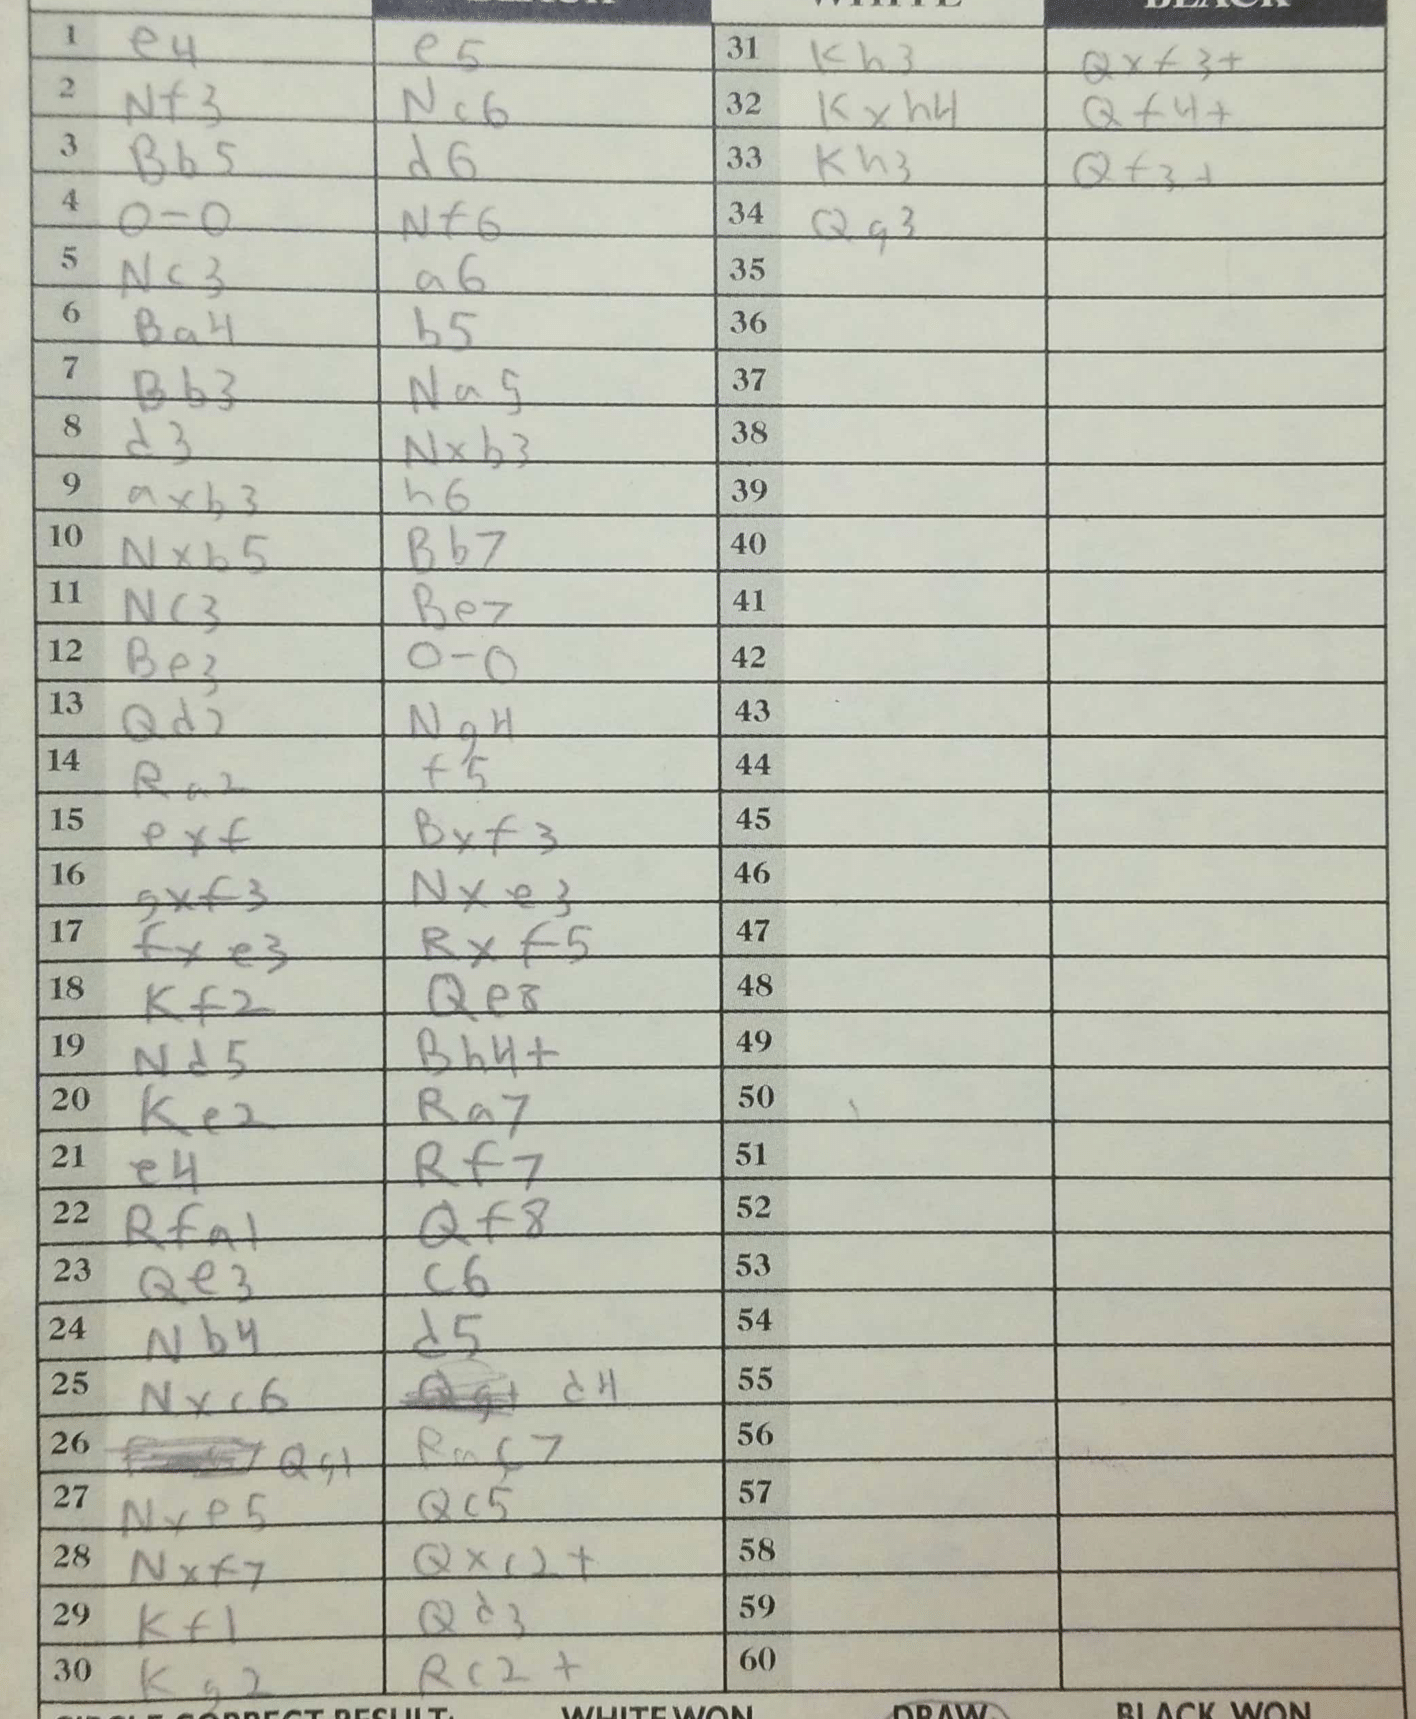 BLACK WHITE BLACK
1 e4 e5 31 Kh3 Qxf3+
2 Nf3 Nc6 32 Kxh4 Qf4+
3 Bb5 d6 33 Kh3 Qf3+
4 0-0 Nf6 34 Qg3
5 Nc3 a6 35
6 Ba4 b5 36
7 Bb3 Na5 37
8 d3 Nxb3 38
9 axb3 h6 39
10 Nxb5 Bb7 40
11 Nc3 Be7 41
12 Be3 0-0 42
13 Qd2 Ng4 43
14 Ra2 f5 44
15 exf Bxf3 45
16 gxf3 Nxe3 46
17 fxe3 Rxf5 47
18 Kf2 Qe8 48
19 Nd5 Bh4+ 49
20 Ke2 Ra7 50
21 e4 Rf7 51
22 Rfa1 Qf8 52
23 Qe3 c6 53
24 Nb4 d5 54
25 Nxc6 d4 55
26 Qg1 Rac7 56
27 Nxe5 Qc5 57
28 Nxf7 Qxc2+ 58
29 Kf1 Qd3 59
30 Kg2 Rc2+ 60
CIRCLE CORRECT RESULT: WHITE WON DRAW BLACK WON